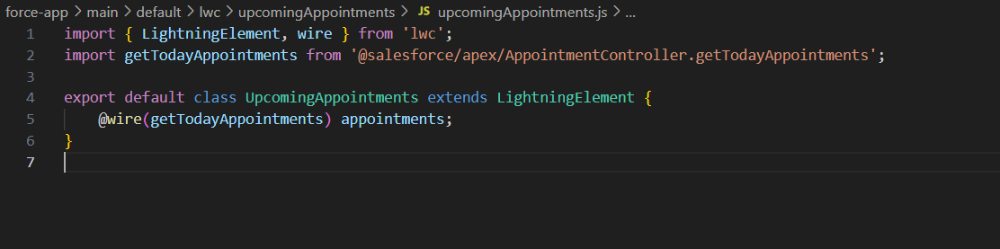 force-app > main > default > lwc > upcomingAppointments > JS upcomingAppointments.js > ...
1 import { LightningElement, wire } from 'lwc';
2 import getTodayAppointments from '@salesforce/apex/AppointmentController.getTodayAppointments';
3
4 export default class UpcomingAppointments extends LightningElement {
5     @wire(getTodayAppointments) appointments;
6 }
7